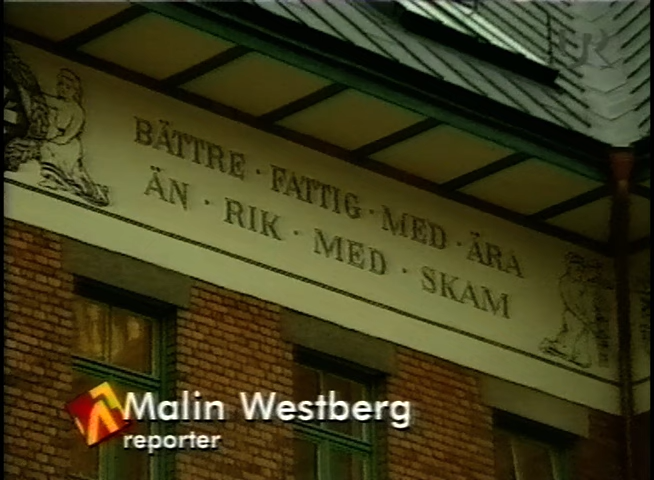 BÄTTRE · FATTIG · MED · ÄRA
ÄN · RIK · MED · SKAM
Malin Westberg
reporter